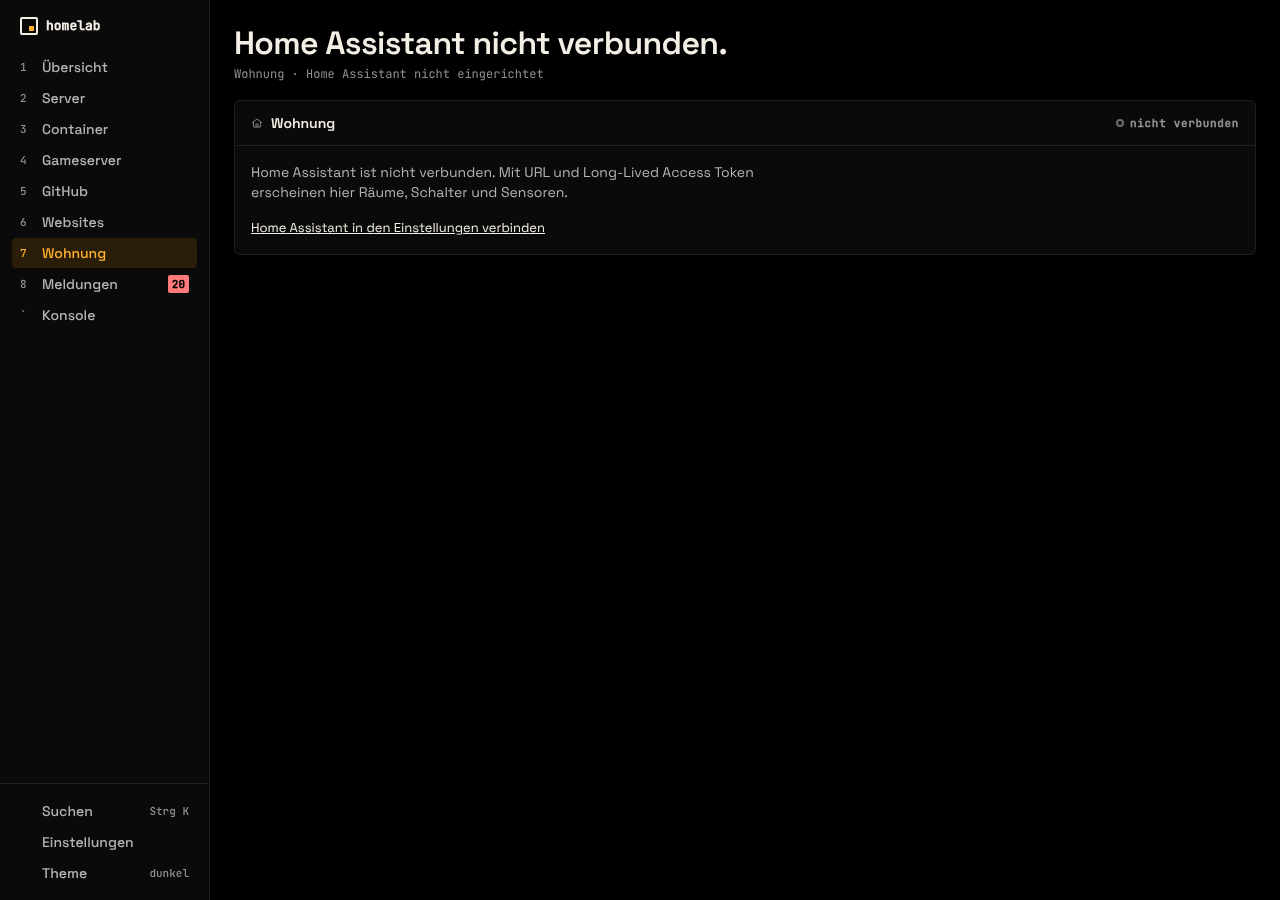 homelab
1 Übersicht
2 Server
3 Container
4 Gameserver
5 GitHub
6 Websites
7 Wohnung
8 Meldungen 20
` Konsole
Suchen Strg K
Einstellungen
Theme dunkel
Home Assistant nicht verbunden.
Wohnung · Home Assistant nicht eingerichtet
Wohnung nicht verbunden
Home Assistant ist nicht verbunden. Mit URL und Long-Lived Access Token
erscheinen hier Räume, Schalter und Sensoren.
Home Assistant in den Einstellungen verbinden